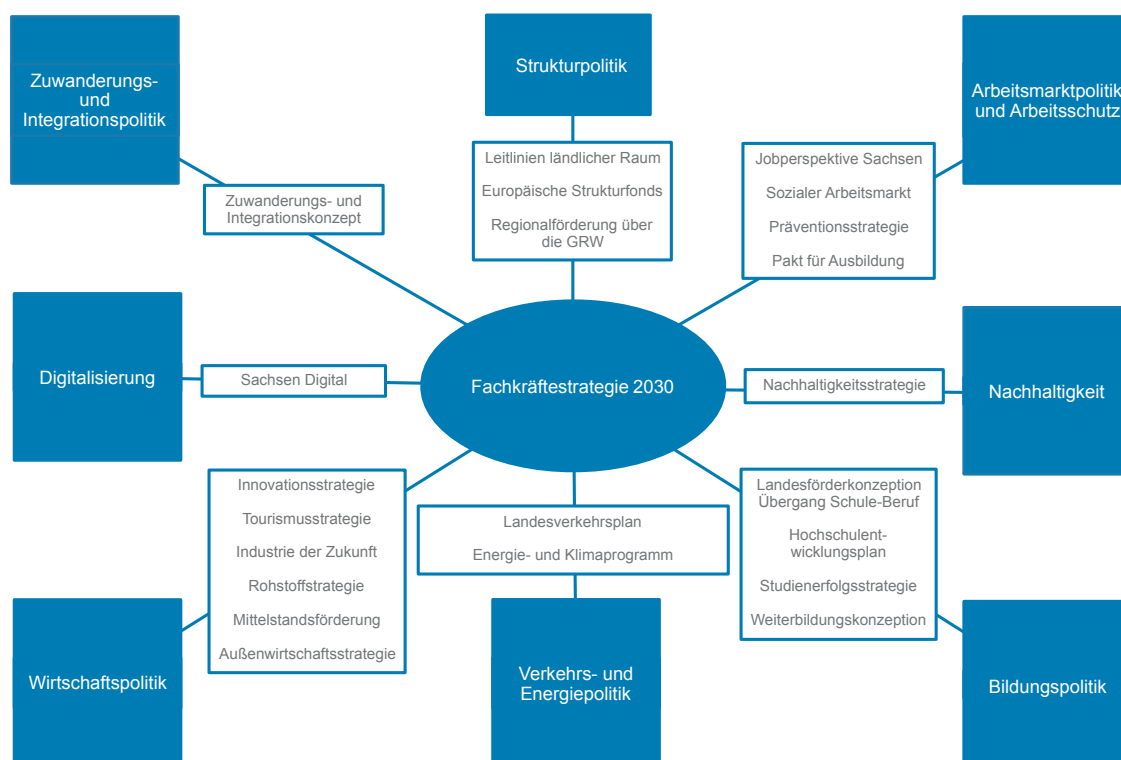 Zuwanderungs-
und
Integrationspolitik
Strukturpolitik
Arbeitsmarktpolitik
und Arbeitsschutz
Zuwanderungs- und
Integrationskonzept
Leitlinien ländlicher Raum
Europäische Strukturfonds
Regionalförderung über
die GRW
Jobperspektive Sachsen
Sozialer Arbeitsmarkt
Präventionsstrategie
Pakt für Ausbildung
Digitalisierung
Sachsen Digital
Fachkräftestrategie 2030
Nachhaltigkeitsstrategie
Nachhaltigkeit
Innovationsstrategie
Tourismusstrategie
Industrie der Zukunft
Rohstoffstrategie
Mittelstandsförderung
Außenwirtschaftsstrategie
Landesverkehrsplan
Energie- und Klimaprogramm
Landesförderkonzeption
Übergang Schule-Beruf
Hochschulent-
wicklungsplan
Studienerfolgsstrategie
Weiterbildungskonzeption
Wirtschaftspolitik
Verkehrs- und
Energiepolitik
Bildungspolitik